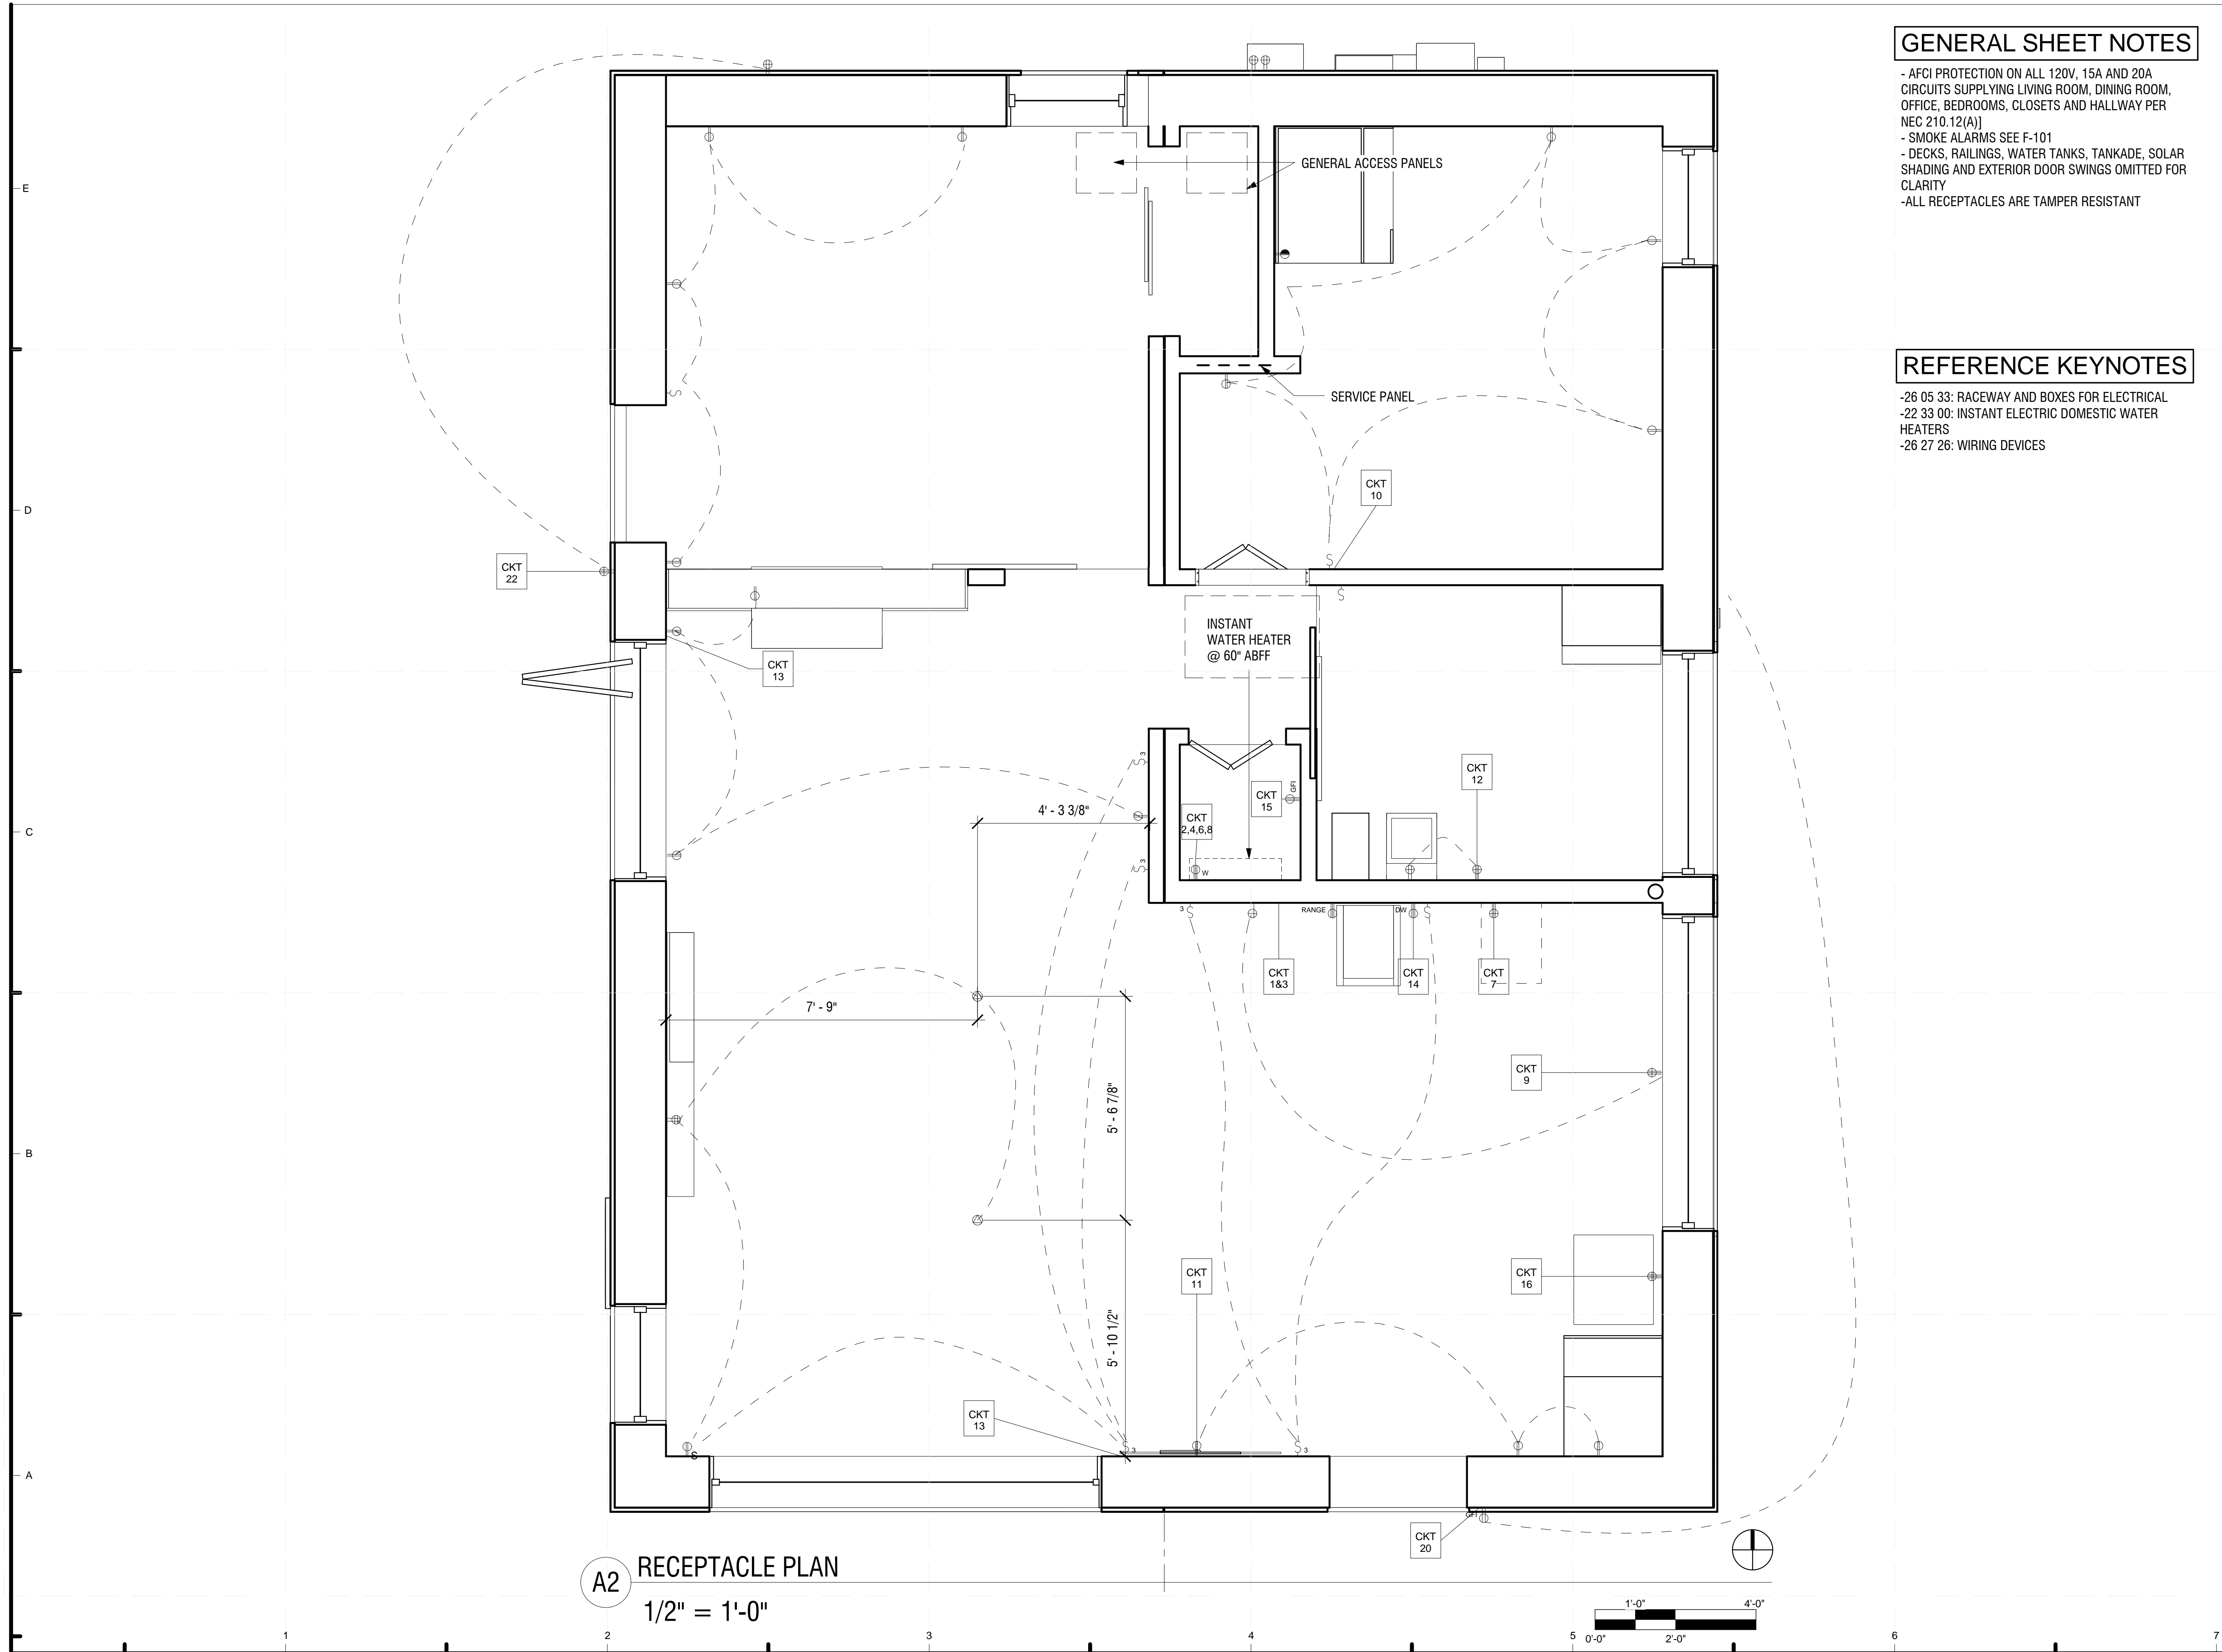 GENERAL SHEET NOTES
- AFCI PROTECTION ON ALL 120V, 15A AND 20A
CIRCUITS SUPPLYING LIVING ROOM, DINING ROOM,
OFFICE, BEDROOMS, CLOSETS AND HALLWAY PER
NEC 210.12(A)]
- SMOKE ALARMS SEE F-101
- DECKS, RAILINGS, WATER TANKS, TANKADE, SOLAR
SHADING AND EXTERIOR DOOR SWINGS OMITTED FOR
CLARITY
-ALL RECEPTACLES ARE TAMPER RESISTANT
REFERENCE KEYNOTES
-26 05 33: RACEWAY AND BOXES FOR ELECTRICAL
-22 33 00: INSTANT ELECTRIC DOMESTIC WATER
HEATERS
-26 27 26: WIRING DEVICES
GENERAL ACCESS PANELS
E
SERVICE PANEL
S
CKT
10
D
S
CKT
22
S
INSTANT
WATER HEATER
@ 60" ABFF
CKT
13
S 3
CKT
12
GFI
CKT
15
4' - 3 3/8"
CKT
2,4,6,8
C
S 3
W
3 S
RANGE
DW
S
CKT
1&3
CKT
14
CKT
7
7' - 9"
CKT
9
5' - 6 7/8"
B
CKT
11
CKT
16
5' - 10 1/2"
CKT
13
S 3
S 3
S
A
GFI
CKT
20
A2
RECEPTACLE PLAN
1/2" = 1'-0"
1'-0"
4'-0"
0'-0"
2'-0"
1
2
3
4
5
6
7